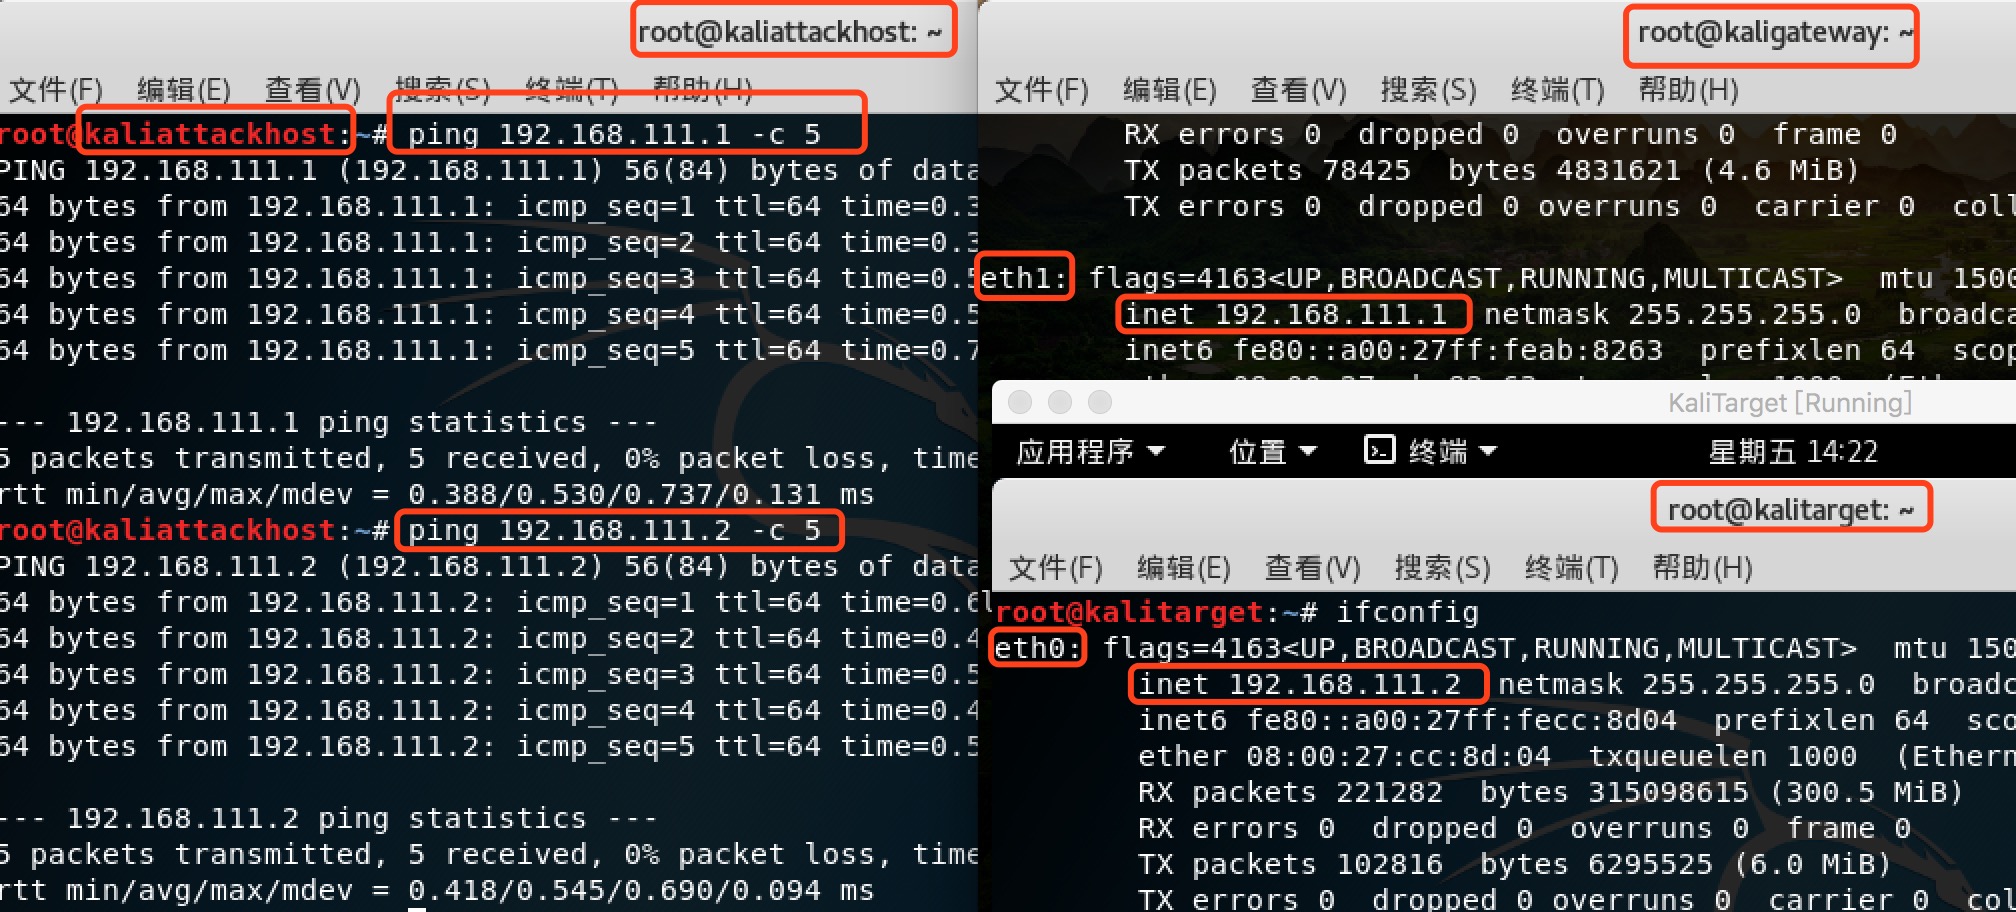 root@kaliattackhost: ~
文件(F) 编辑(E) 查看(V) 搜索(S) 终端(T) 帮助(H)
root@kaliattackhost:~# ping 192.168.111.1 -c 5
PING 192.168.111.1 (192.168.111.1) 56(84) bytes of data
64 bytes from 192.168.111.1: icmp_seq=1 ttl=64 time=0.3
64 bytes from 192.168.111.1: icmp_seq=2 ttl=64 time=0.3
64 bytes from 192.168.111.1: icmp_seq=3 ttl=64 time=0.5
64 bytes from 192.168.111.1: icmp_seq=4 ttl=64 time=0.5
64 bytes from 192.168.111.1: icmp_seq=5 ttl=64 time=0.7
--- 192.168.111.1 ping statistics ---
5 packets transmitted, 5 received, 0% packet loss, time
rtt min/avg/max/mdev = 0.388/0.530/0.737/0.131 ms
root@kaliattackhost:~# ping 192.168.111.2 -c 5
PING 192.168.111.2 (192.168.111.2) 56(84) bytes of data
64 bytes from 192.168.111.2: icmp_seq=1 ttl=64 time=0.6
64 bytes from 192.168.111.2: icmp_seq=2 ttl=64 time=0.4
64 bytes from 192.168.111.2: icmp_seq=3 ttl=64 time=0.5
64 bytes from 192.168.111.2: icmp_seq=4 ttl=64 time=0.4
64 bytes from 192.168.111.2: icmp_seq=5 ttl=64 time=0.5
--- 192.168.111.2 ping statistics ---
5 packets transmitted, 5 received, 0% packet loss, time
rtt min/avg/max/mdev = 0.418/0.545/0.690/0.094 ms
root@kaligateway: ~
文件(F) 编辑(E) 查看(V) 搜索(S) 终端(T) 帮助(H)
RX errors 0 dropped 0 overruns 0 frame 0
TX packets 78425 bytes 4831621 (4.6 MiB)
TX errors 0 dropped 0 overruns 0 carrier 0 coll
eth1: flags=4163<UP,BROADCAST,RUNNING,MULTICAST> mtu 1500
inet 192.168.111.1 netmask 255.255.255.0 broadca
inet6 fe80::a00:27ff:feab:8263 prefixlen 64 scop
KaliTarget [Running]
应用程序 位置 终端 星期五 14:22
root@kalitarget: ~
文件(F) 编辑(E) 查看(V) 搜索(S) 终端(T) 帮助(H)
root@kalitarget:~# ifconfig
eth0: flags=4163<UP,BROADCAST,RUNNING,MULTICAST> mtu 150
inet 192.168.111.2 netmask 255.255.255.0 broadc
inet6 fe80::a00:27ff:fecc:8d04 prefixlen 64 sco
ether 08:00:27:cc:8d:04 txqueuelen 1000 (Ethern
RX packets 221282 bytes 315098615 (300.5 MiB)
RX errors 0 dropped 0 overruns 0 frame 0
TX packets 102816 bytes 6295525 (6.0 MiB)
TX errors 0 dropped 0 overruns 0 carrier 0 col